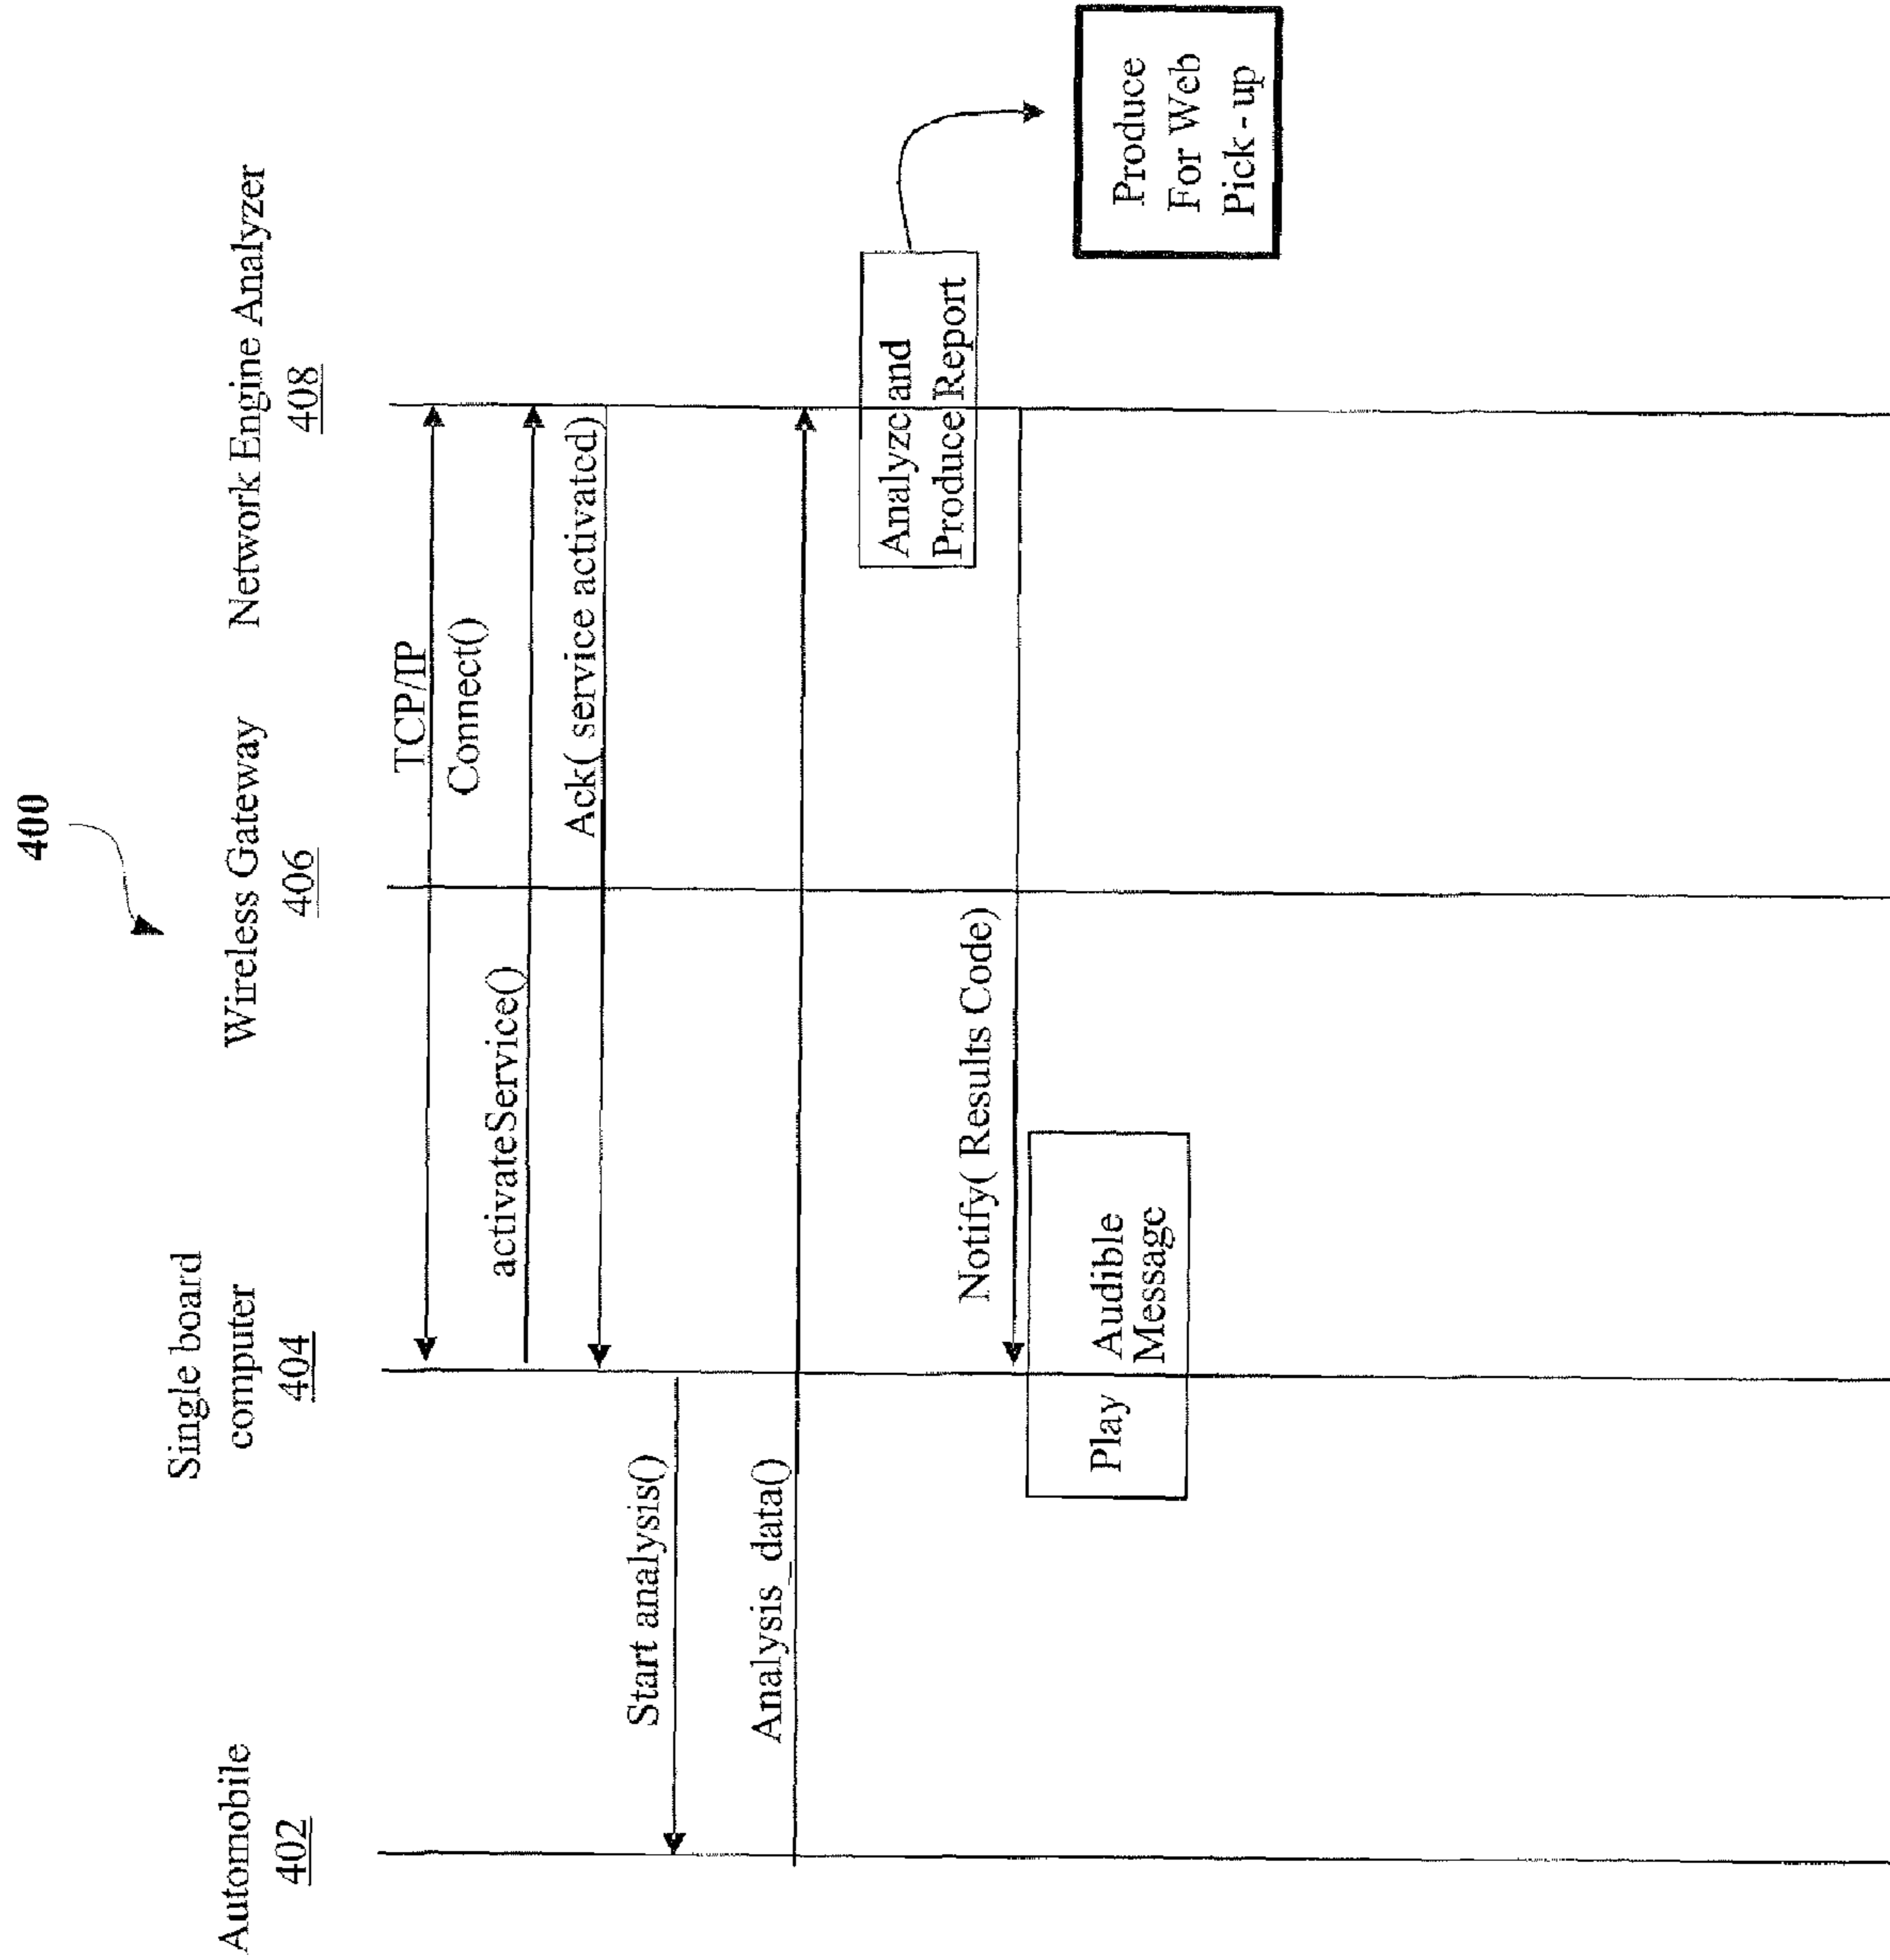 400
Automobile
402
Single board
computer
404
Wireless Gateway
406
Network Engine Analyzer
408
TCP/IP
Connect()
activateService()
Ack( service activated)
Start analysis()
Analysis_data()
Analyze and
Produce Report
Notify( Results Code)
Play Audible
Message
Produce
For Web
Pick - up